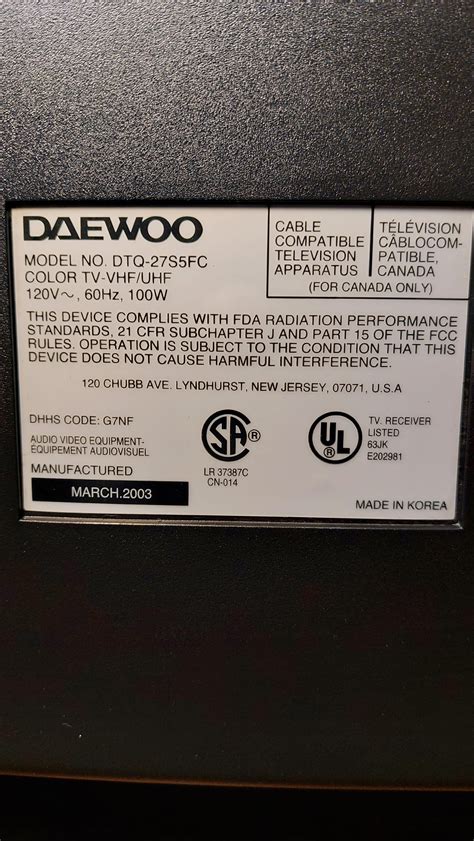 DAEWOO
MODEL NO. DTQ-27S5FC
COLOR TV-VHF/UHF
120V~, 60Hz, 100W
CABLE
COMPATIBLE
TELEVISION
APPARATUS
TÉLÉVISION
CÂBLOCOM-
PATIBLE,
CANADA
(FOR CANADA ONLY)
THIS DEVICE COMPLIES WITH FDA RADIATION PERFORMANCE
STANDARDS, 21 CFR SUBCHAPTER J AND PART 15 OF THE FCC
RULES. OPERATION IS SUBJECT TO THE CONDITION THAT THIS
DEVICE DOES NOT CAUSE HARMFUL INTERFERENCE.
120 CHUBB AVE. LYNDHURST, NEW JERSEY, 07071, U.S.A
DHHS CODE: G7NF
AUDIO VIDEO EQUIPMENT-
EQUIPEMENT AUDIOVISUEL
MANUFACTURED
MARCH.2003
SA®
LR 37387C
CN-014
UL®
TV. RECEIVER
LISTED
63JK
E202981
MADE IN KOREA